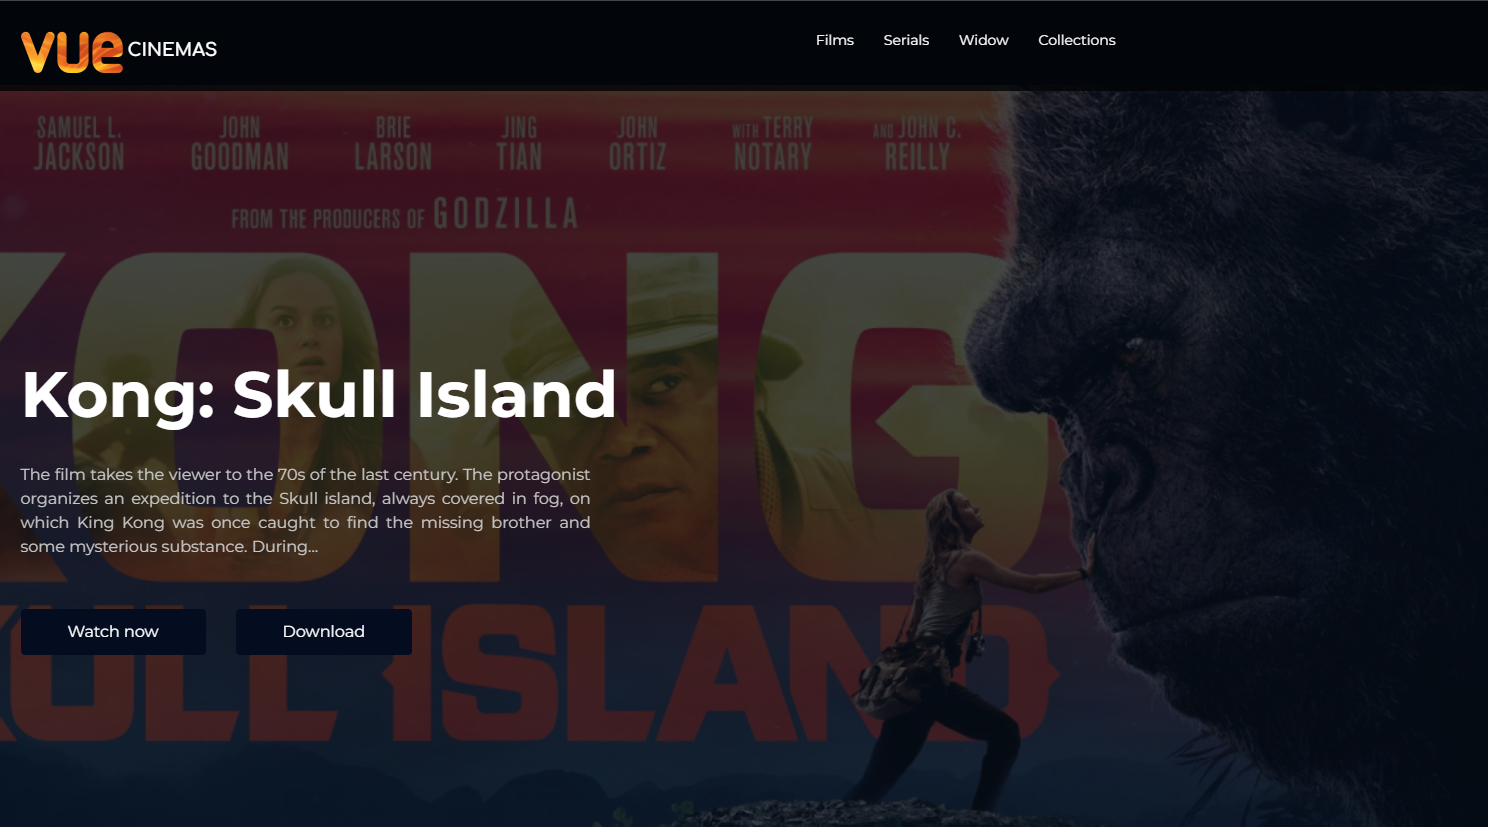 vue CINEMAS
Films Serials Widow Collections
SAMUEL L. JACKSON
JOHN GOODMAN
BRIE LARSON
JING TIAN
JOHN ORTIZ
WITH TERRY NOTARY
AND JOHN C. REILLY
FROM THE PRODUCERS OF GODZILLA
KONG
Kong: Skull Island
The film takes the viewer to the 70s of the last century. The protagonist
organizes an expedition to the Skull island, always covered in fog, on
which King Kong was once caught to find the missing brother and
some mysterious substance. During...
Watch now Download
KULL ISLAND